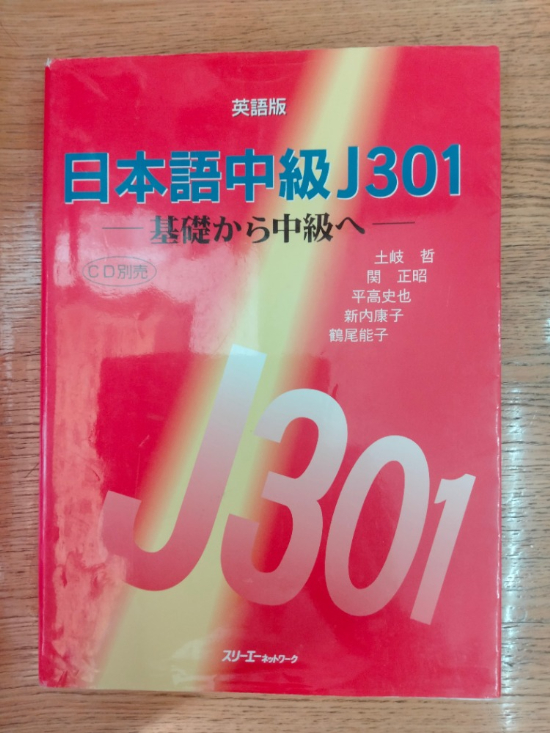 英語版
日本語中級J301
―基礎から中級へ―
CD別売
土岐 哲
関 正昭
平高史也
新内康子
鶴尾能子
J301
スリーエーネットワーク